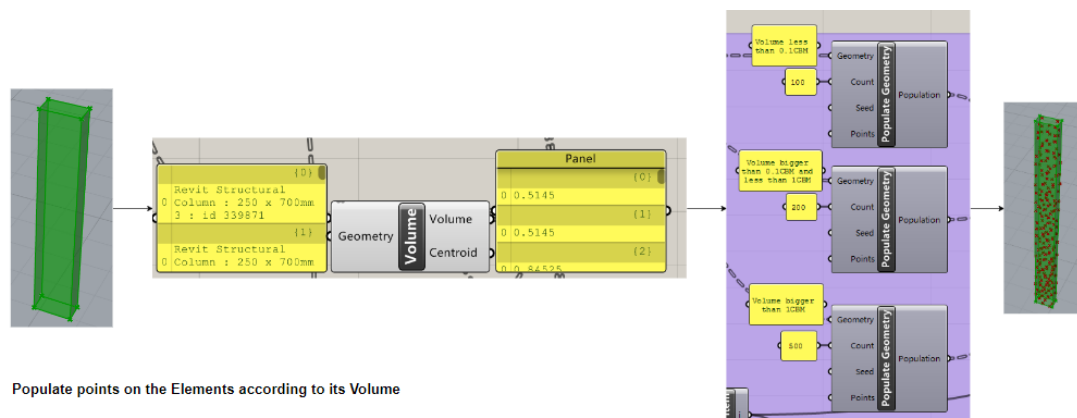 {0}
Revit Structural
0 Column : 250 x 700mm
3 : id 339871
{1}
Revit Structural
0 Column : 250 x 700mm
Geometry
Volume
Volume
Centroid
Panel
{0}
0 0.5145
{1}
0 0.5145
{2}
0 0.84525
Volume less
than 0.1CBM
100
Geometry
Count
Seed
Points
Populate Geometry
Population
Volume bigger
than 0.1CBM and
less than 1CBM
200
Geometry
Count
Seed
Points
Populate Geometry
Population
Volume bigger
than 1CBM
500
Geometry
Count
Seed
Points
Populate Geometry
Population
Populate points on the Elements according to its Volume